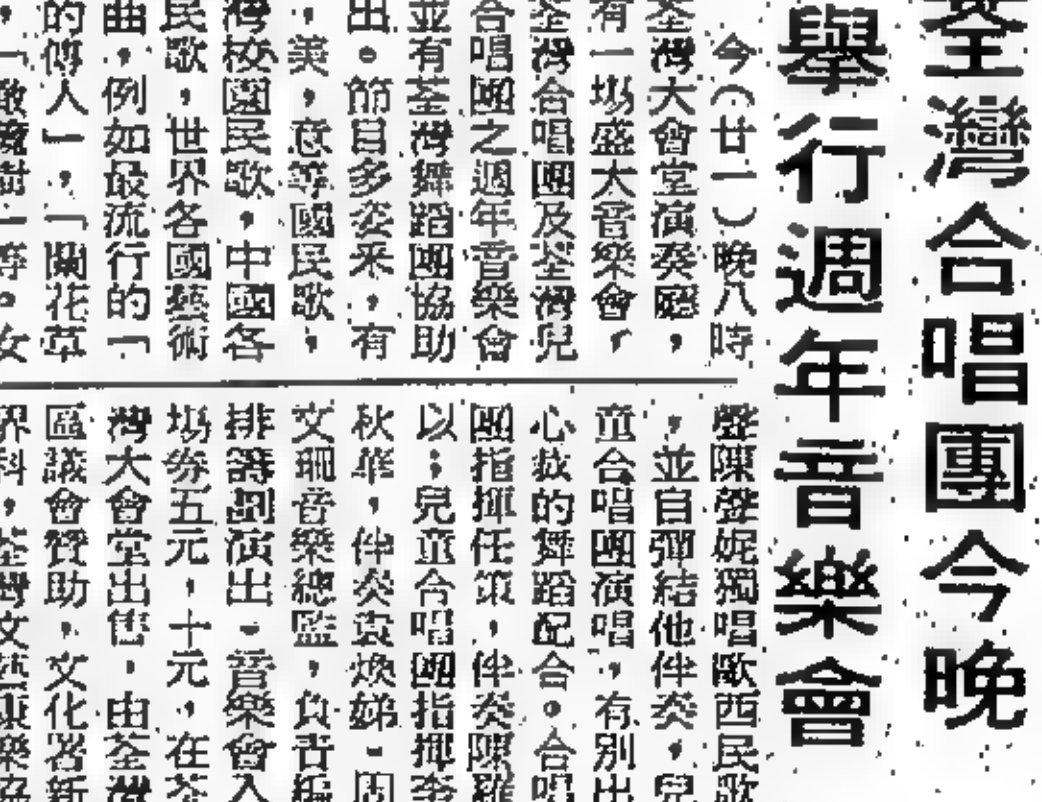 荃灣合唱團今晚
舉行週年音樂會
今(廿一)晚八時
荃灣大會堂演奏廳，
有一場盛大音樂會，
荃灣合唱團及荃灣兒
合唱團之週年音樂會
並有荃灣舞蹈團協助
出。節目多姿采，有
，美，意等國民歌，
灣校園民歌，中國各
民歌，世界各國藝術
曲，例如最流行的「
的傳人」，「蘭花草
，「橄欖樹」等。女
聲陳聲妮獨唱歐西民歌
，並自彈結他伴奏，兒
童合唱團演唱，有別出
心裁的舞蹈配合。合唱
團指揮任策，伴奏陳羅
以；兒童合唱團指揮李
秋華，伴奏袁煥娣。周
文珊音樂總監，負責編
排籌劃演出。音樂會入
場券五元，十元，在荃
灣大會堂出售，由荃灣
區議會贊助，文化署新
界科，荃灣文藝康樂協